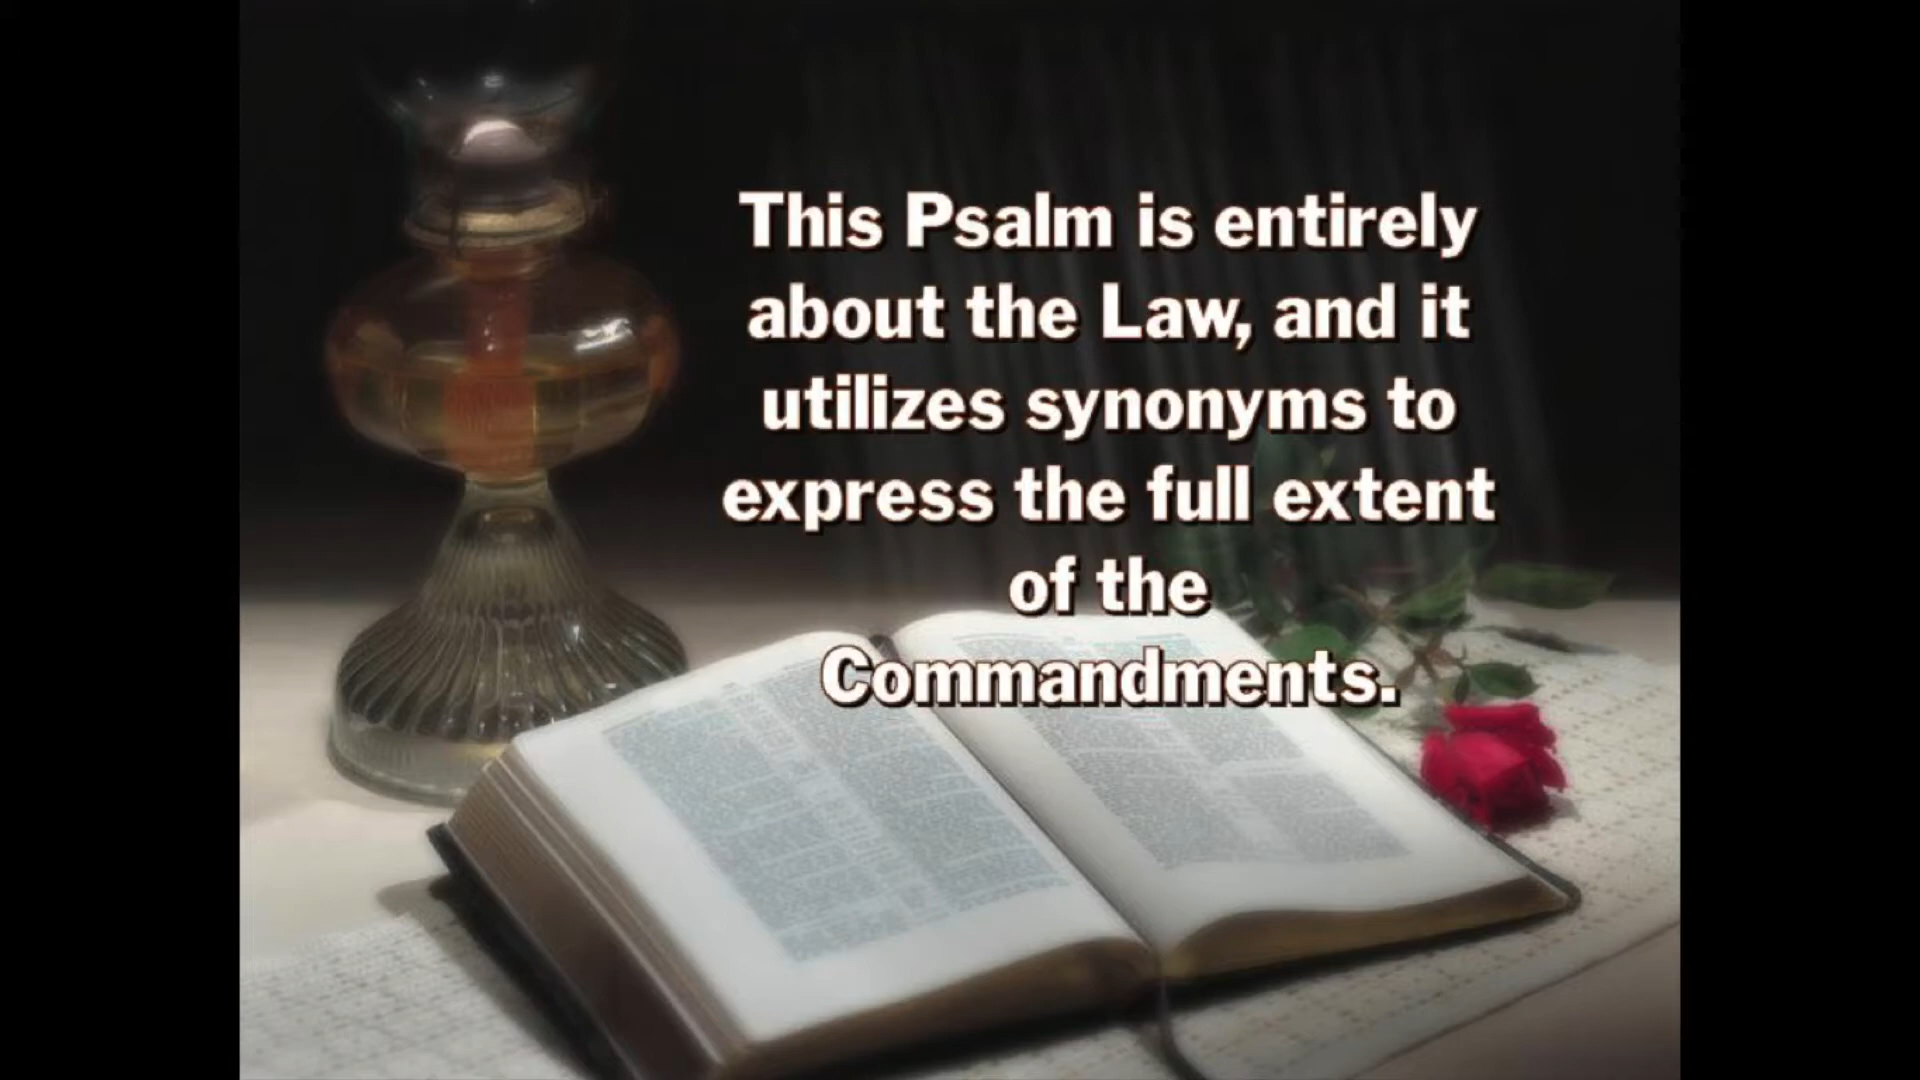 This Psalm is entirely
about the Law, and it
utilizes synonyms to
express the full extent
of the
Commandments.